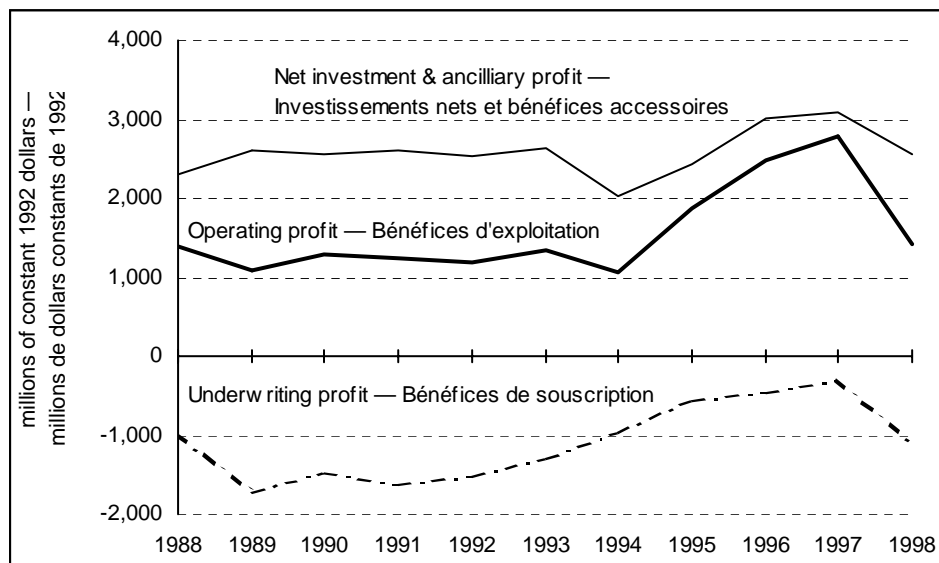 millions of constant 1992 dollars —
millions de dollars constants de 1992
4,000
3,000
2,000
1,000
0
-1,000
-2,000
Net investment & ancilliary profit —
Investissements nets et bénéfices accessoires
Operating profit — Bénéfices d'exploitation
Underwriting profit — Bénéfices de souscription
1988 1989 1990 1991 1992 1993 1994 1995 1996 1997 1998